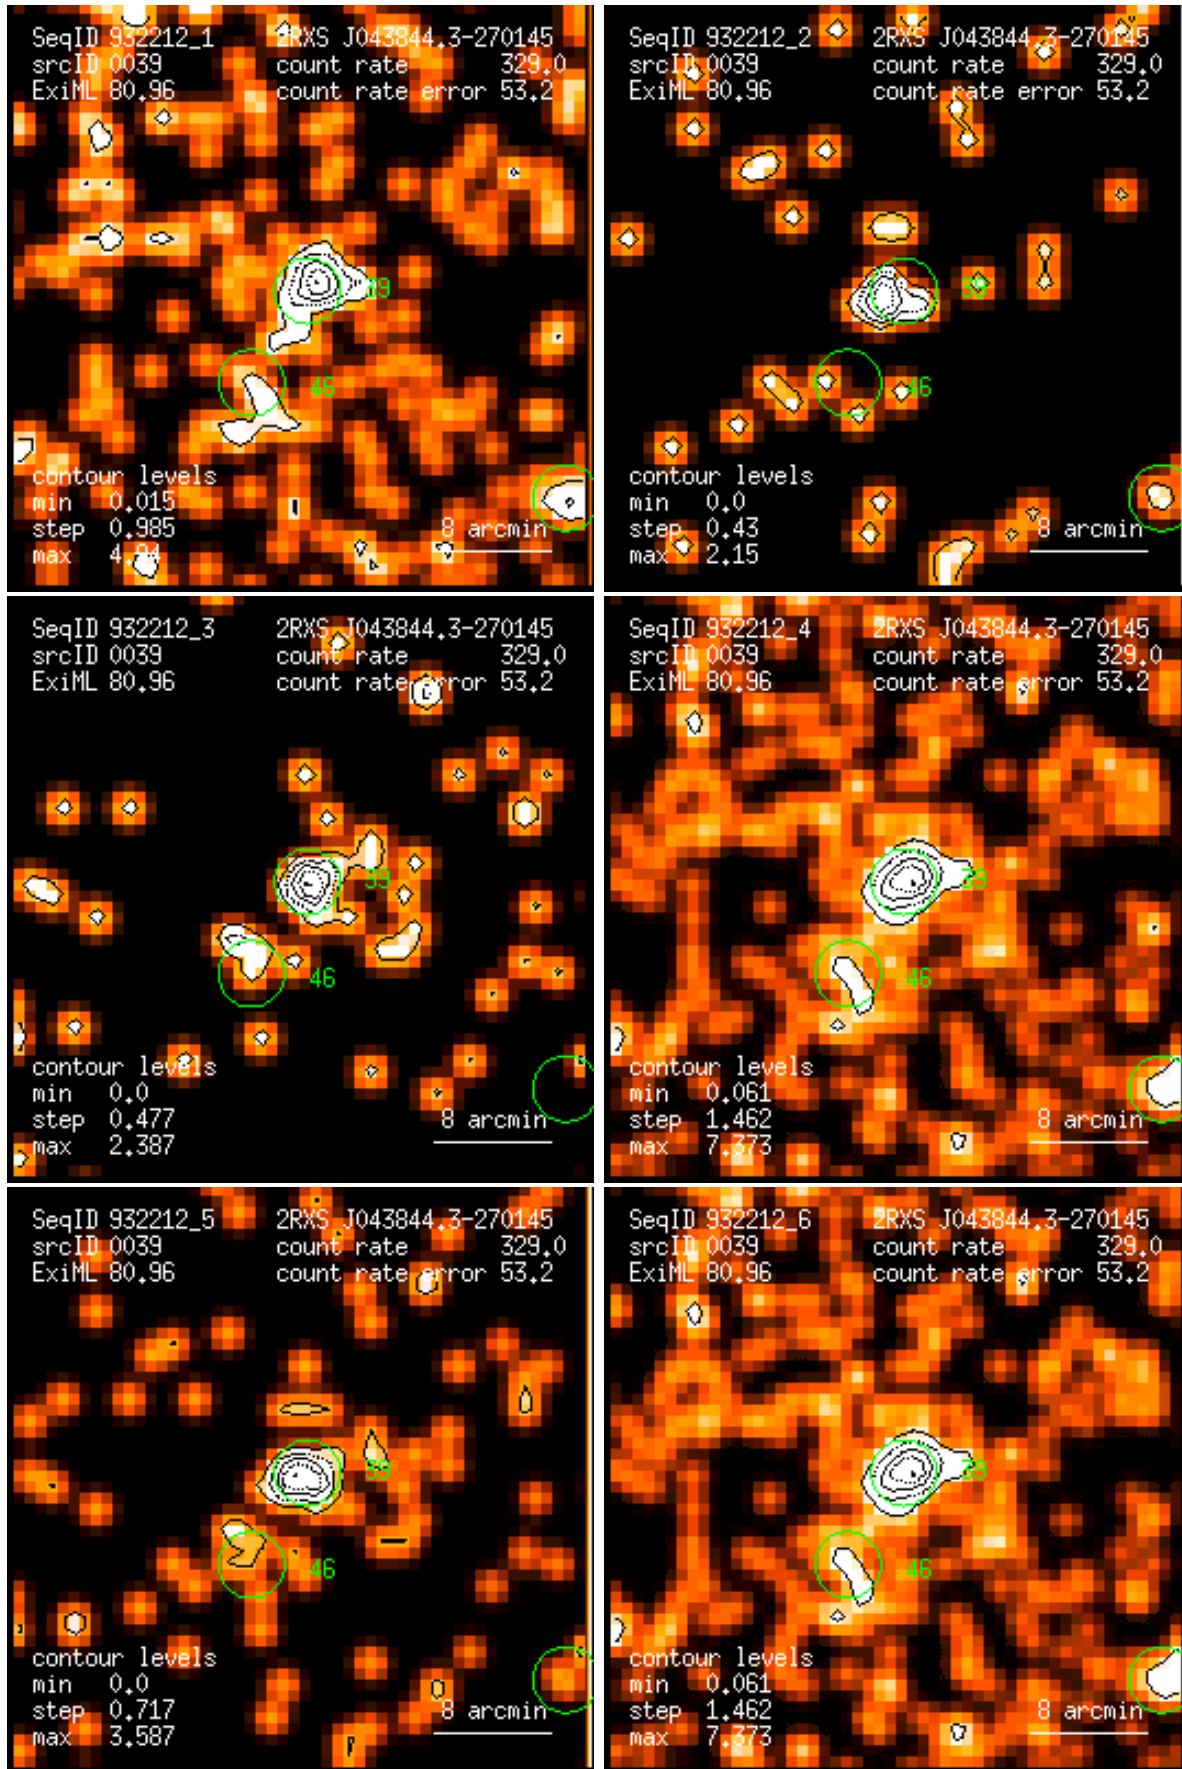 SeqID 932212_1 2RXS J043844.3-270145
srcID 0039 count rate 329.0
ExiML 80.96 count rate error 53.2
39
46
contour levels
min 0.015
step 0.985 8 arcmin
max 4.94
SeqID 932212_2 2RXS J043844.3-270145
srcID 0039 count rate 329.0
ExiML 80.96 count rate error 53.2
39
46
contour levels
min 0.0
step 0.43 8 arcmin
max 2.15
SeqID 932212_3 2RXS J043844.3-270145
srcID 0039 count rate 329.0
ExiML 80.96 count rate error 53.2
39
46
contour levels
min 0.0
step 0.477 8 arcmin
max 2.387
SeqID 932212_4 2RXS J043844.3-270145
srcID 0039 count rate 329.0
ExiML 80.96 count rate error 53.2
39
46
contour levels
min 0.061
step 1.462 8 arcmin
max 7.373
SeqID 932212_5 2RXS J043844.3-270145
srcID 0039 count rate 329.0
ExiML 80.96 count rate error 53.2
39
46
contour levels
min 0.0
step 0.717 8 arcmin
max 3.587
SeqID 932212_6 2RXS J043844.3-270145
srcID 0039 count rate 329.0
ExiML 80.96 count rate error 53.2
39
46
contour levels
min 0.061
step 1.462 8 arcmin
max 7.373